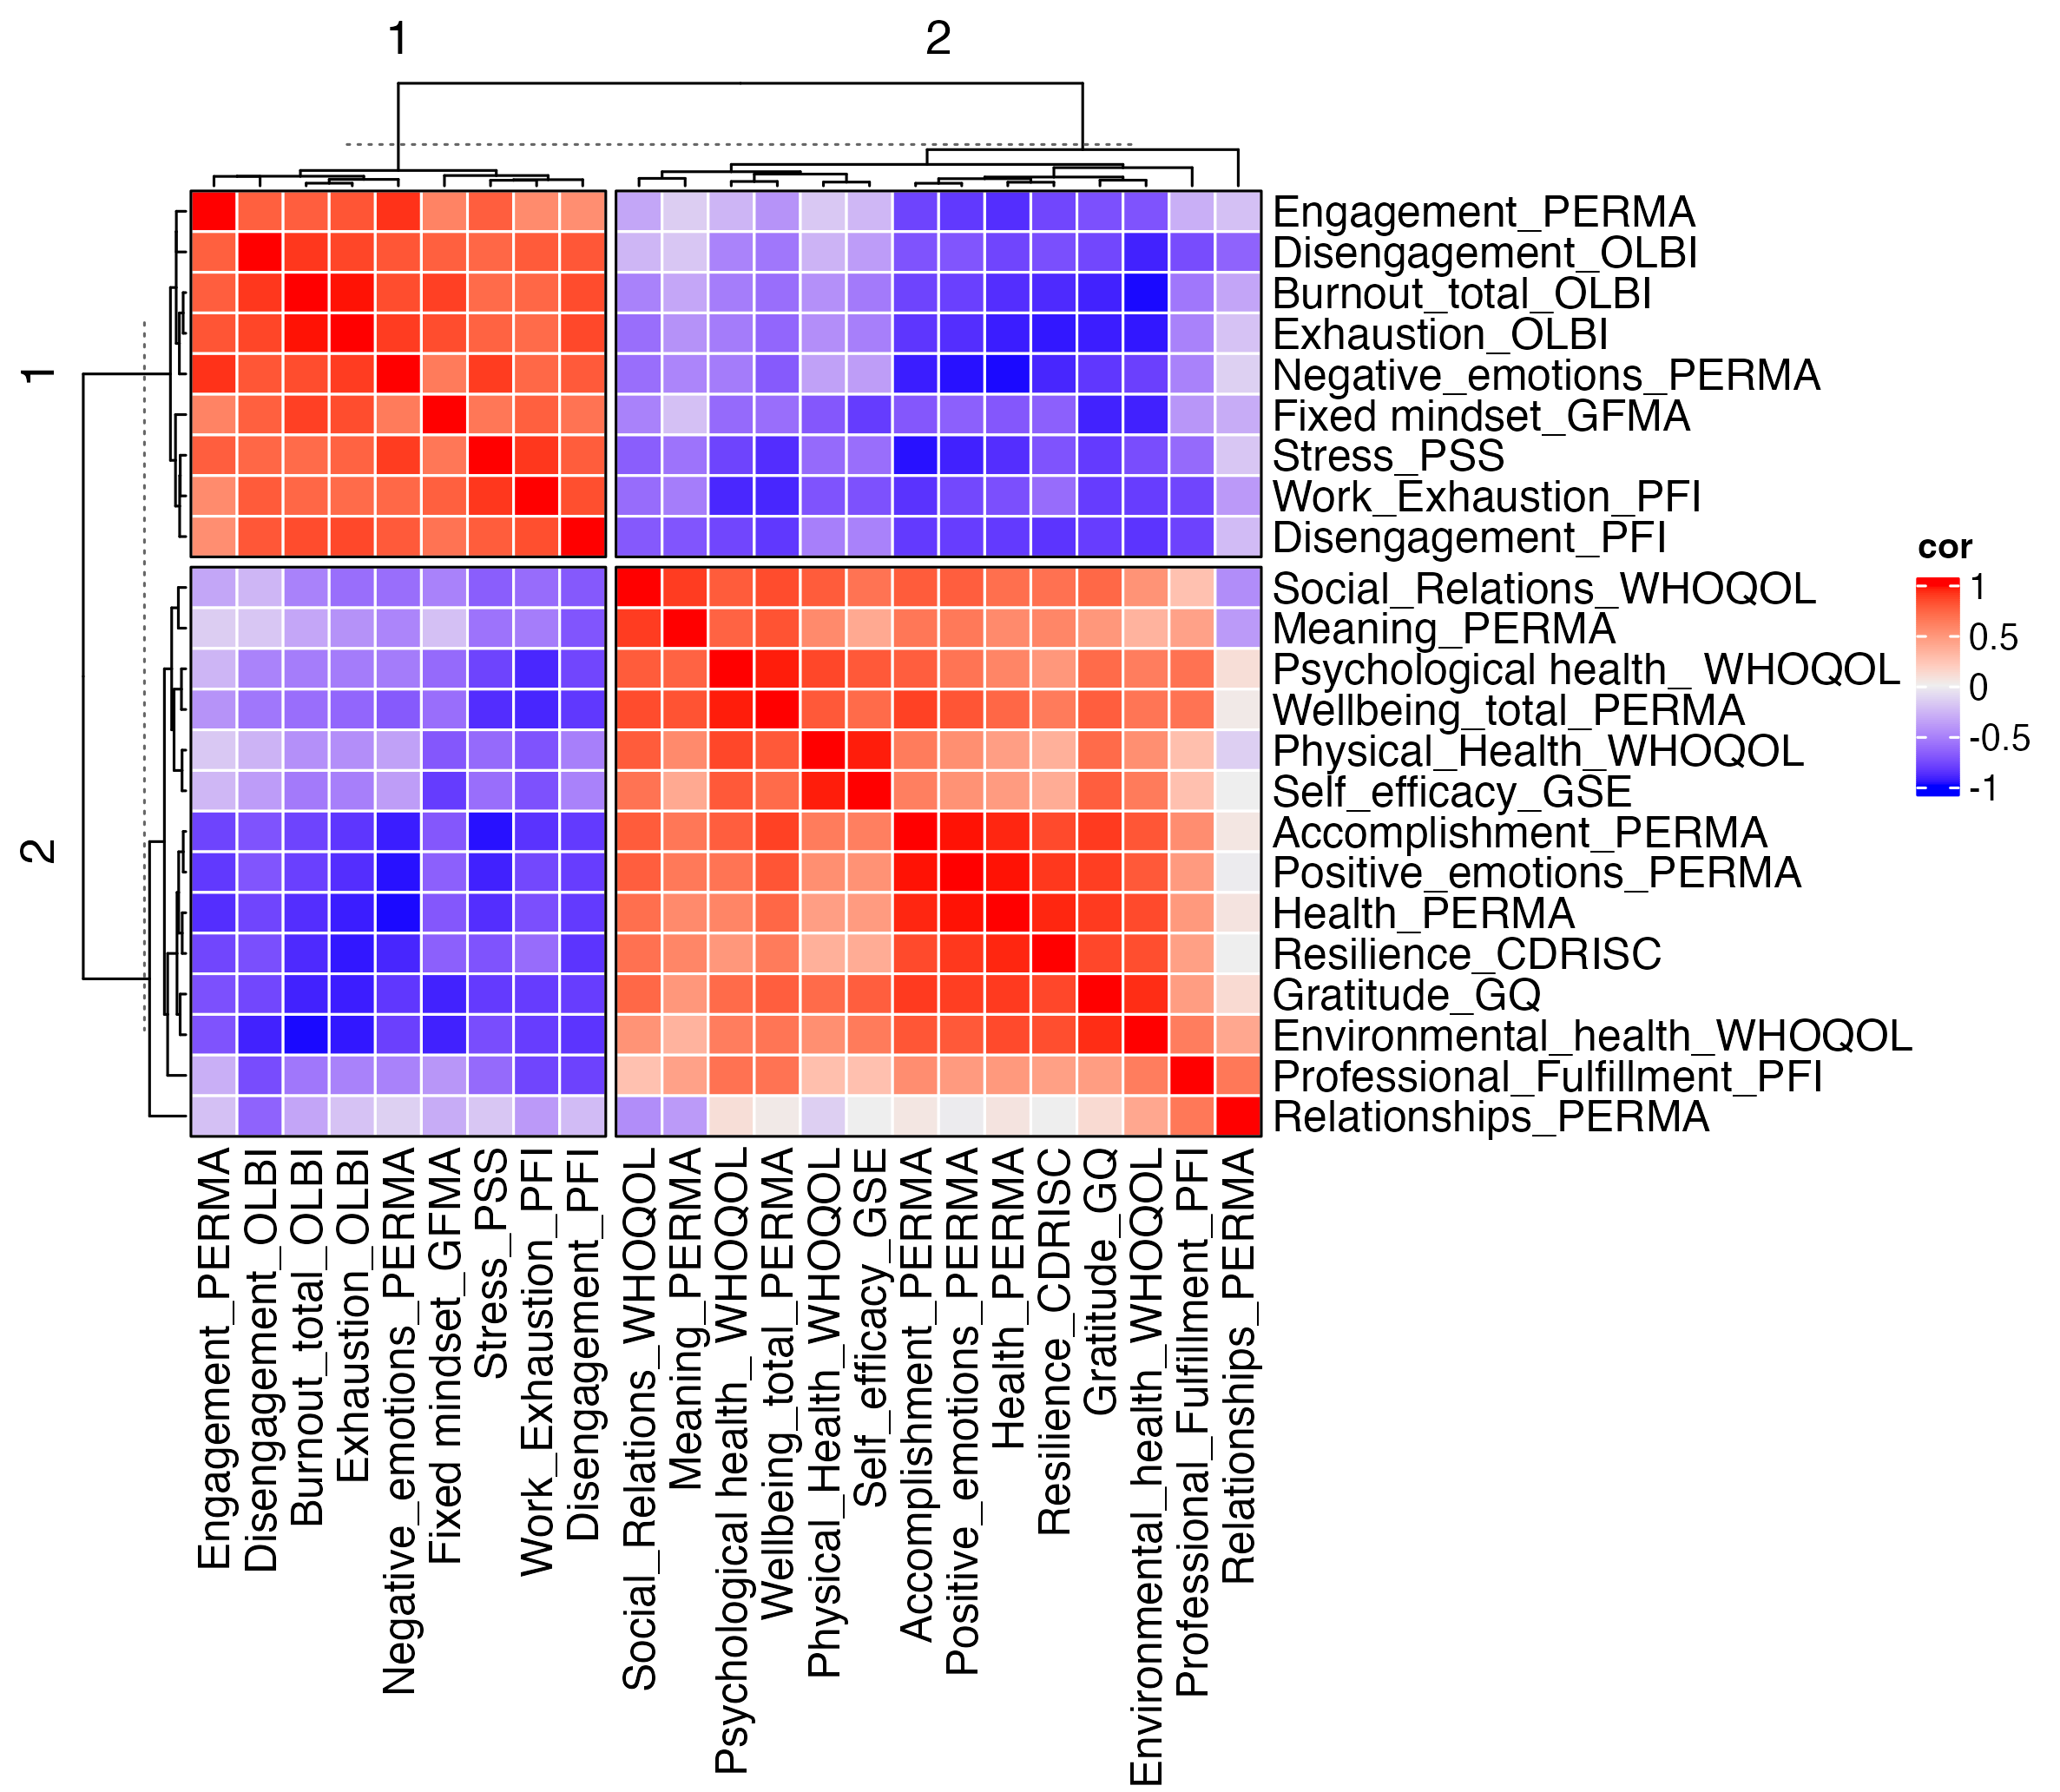 1
2
1
2
Engagement_PERMA
Disengagement_OLBI
Burnout_total_OLBI
Exhaustion_OLBI
Negative_emotions_PERMA
Fixed mindset_GFMA
Stress_PSS
Work_Exhaustion_PFI
Disengagement_PFI
Social_Relations_WHOQOL
Meaning_PERMA
Psychological health_ WHOQOL
Wellbeing_total_PERMA
Physical_Health_WHOQOL
Self_efficacy_GSE
Accomplishment_PERMA
Positive_emotions_PERMA
Health_PERMA
Resilience_CDRISC
Gratitude_GQ
Environmental_health_WHOQOL
Professional_Fulfillment_PFI
Relationships_PERMA
cor
1
0.5
0
-0.5
-1
Engagement_PERMA
Disengagement_OLBI
Burnout_total_OLBI
Exhaustion_OLBI
Negative_emotions_PERMA
Fixed mindset_GFMA
Stress_PSS
Work_Exhaustion_PFI
Disengagement_PFI
Social_Relations_WHOQOL
Meaning_PERMA
Psychological health_ WHOQOL
Wellbeing_total_PERMA
Physical_Health_WHOQOL
Self_efficacy_GSE
Accomplishment_PERMA
Positive_emotions_PERMA
Health_PERMA
Resilience_CDRISC
Gratitude_GQ
Environmental_health_WHOQOL
Professional_Fulfillment_PFI
Relationships_PERMA